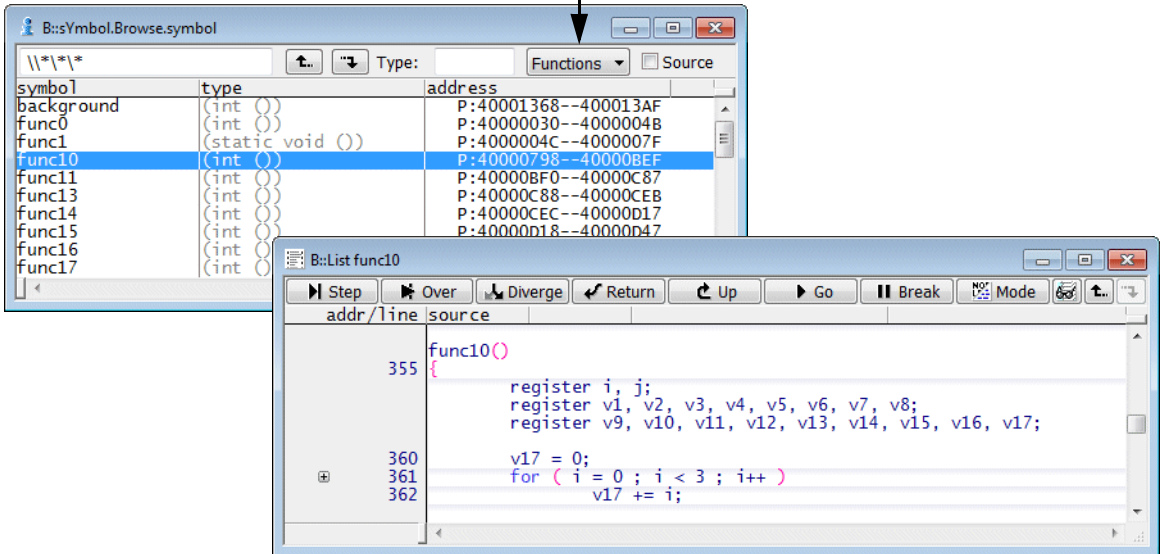 B::sYmbol.Browse.symbol
\\*\*\* Type: Functions Source
symbol type address
background (int ()) P:40001368--400013AF
func0 (int ()) P:40000030--4000004B
func1 (static void ()) P:4000004C--4000007F
func10 (int ()) P:40000798--40000BEF
func11 (int ()) P:40000BF0--40000C87
func13 (int ()) P:40000C88--40000CEB
func14 (int ()) P:40000CEC--40000D17
func15 (int ()) P:40000D18--40000D47
func16 (int ()
func17 (int ()
B::List func10
Step Over Diverge Return Up Go Break Mode
addr/line source
func10()
355 {
register i, j;
register v1, v2, v3, v4, v5, v6, v7, v8;
register v9, v10, v11, v12, v13, v14, v15, v16, v17;
360 v17 = 0;
361 for ( i = 0 ; i < 3 ; i++ )
362 v17 += i;